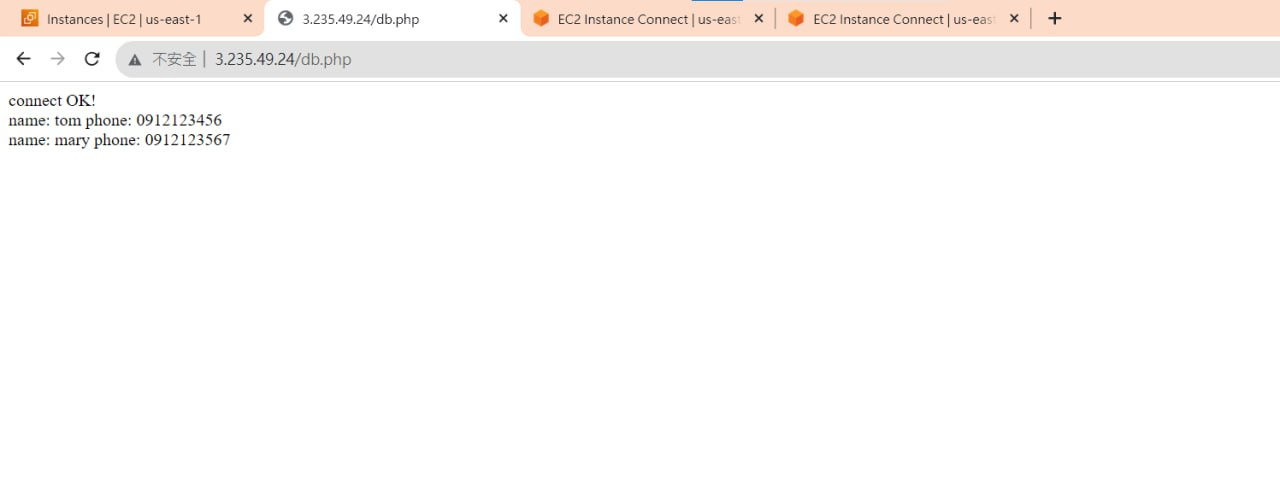 Instances | EC2 | us-east-1
3.235.49.24/db.php
EC2 Instance Connect | us-east
EC2 Instance Connect | us-east
不安全 | 3.235.49.24/db.php
connect OK!
name: tom phone: 0912123456
name: mary phone: 0912123567